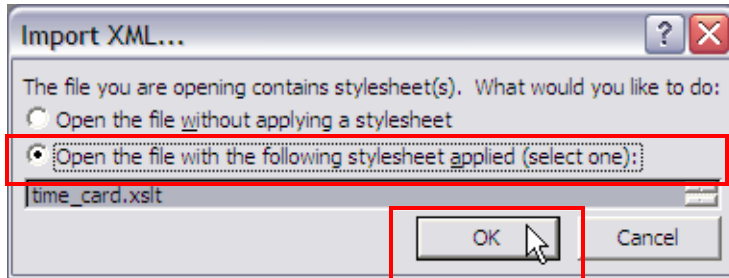 Import XML...
?
The file you are opening contains stylesheet(s). What would you like to do:
Open the file without applying a stylesheet
Open the file with the following stylesheet applied (select one):
time_card.xslt
OK Cancel